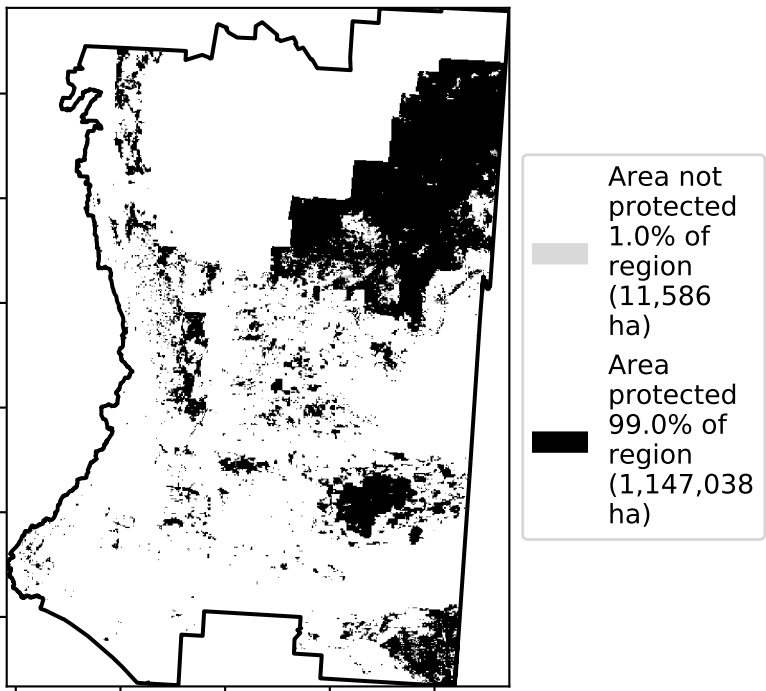 Area not
protected
1.0% of
region
(11,586
ha)
Area
protected
99.0% of
region
(1,147,038
ha)